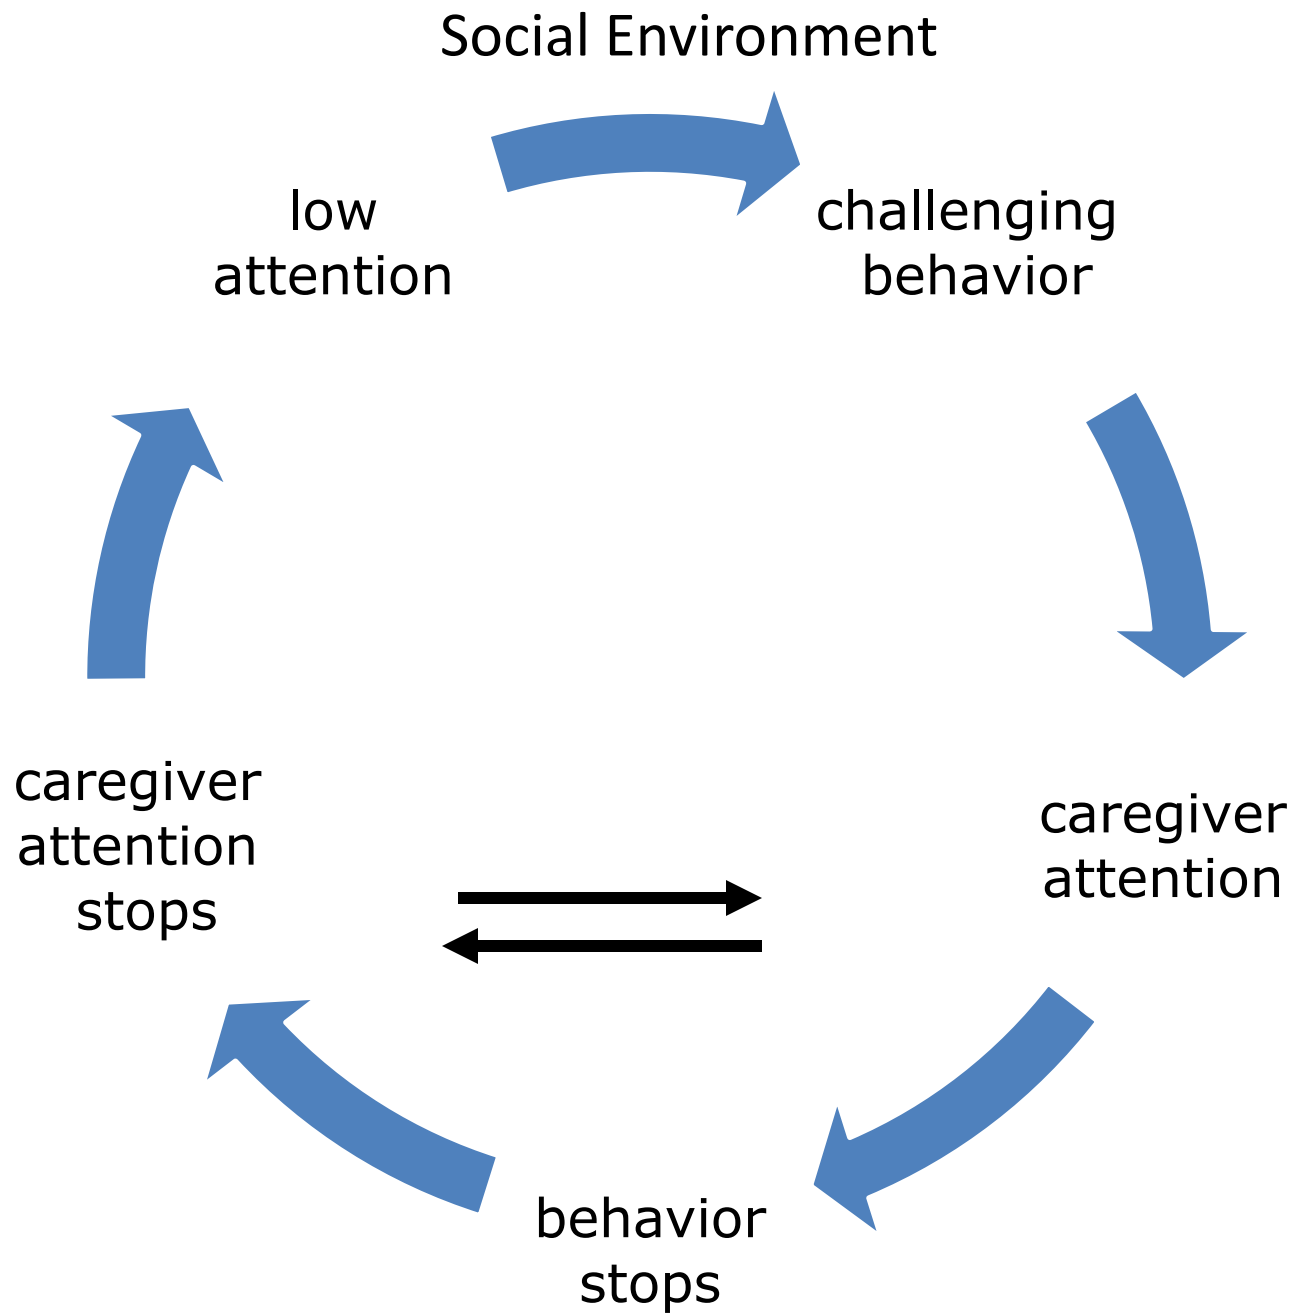 Social Environment
low
attention
challenging
behavior
caregiver
attention
behavior
stops
caregiver
attention
stops